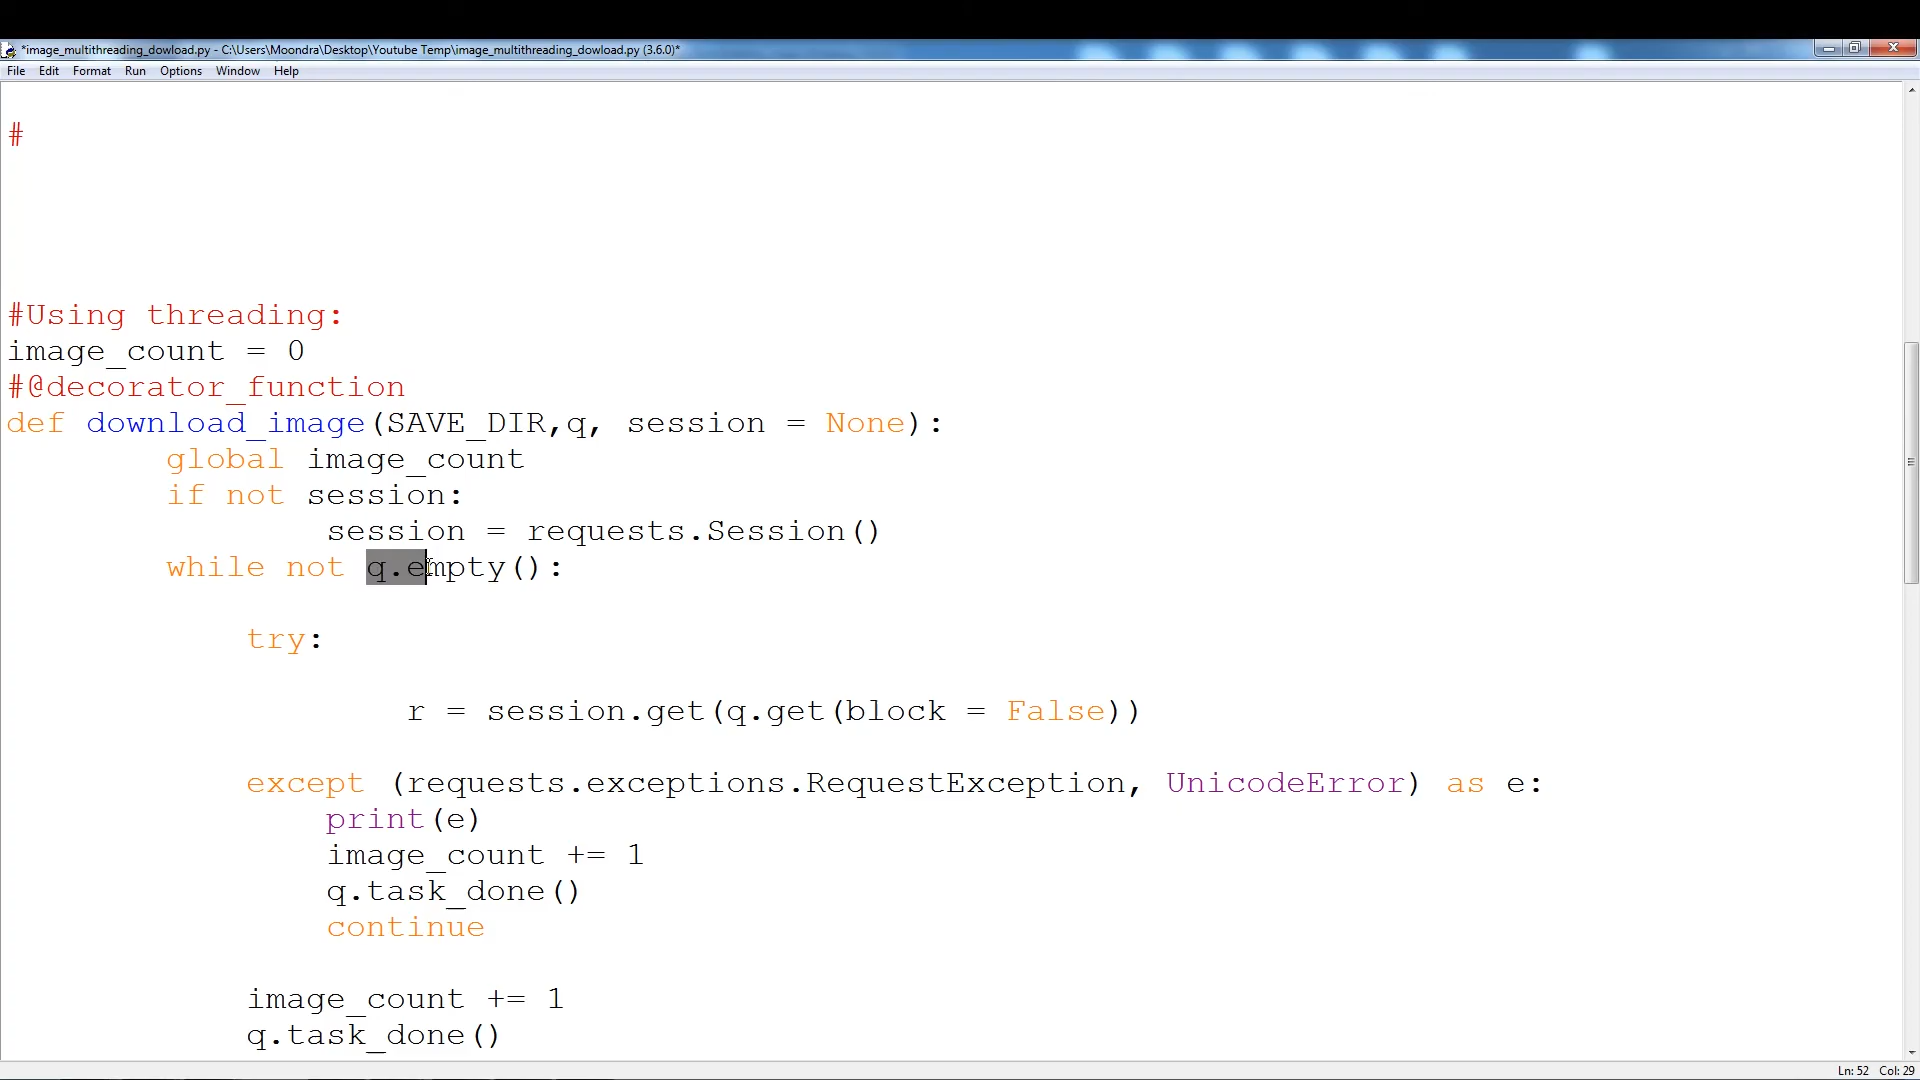 *image_multithreading_dowload.py - C:\Users\Moondra\Desktop\Youtube Temp\image_multithreading_dowload.py (3.6.0)*
File Edit Format Run Options Window Help
#
#Using threading:
image_count = 0
#@decorator_function
def download_image(SAVE_DIR,q, session = None):
        global image_count
        if not session:
                session = requests.Session()
        while not q.empty():
            try:
                    r = session.get(q.get(block = False))
            except (requests.exceptions.RequestException, UnicodeError) as e:
                print(e)
                image_count += 1
                q.task_done()
                continue
            image_count += 1
            q.task_done()
Ln: 52 Col: 29